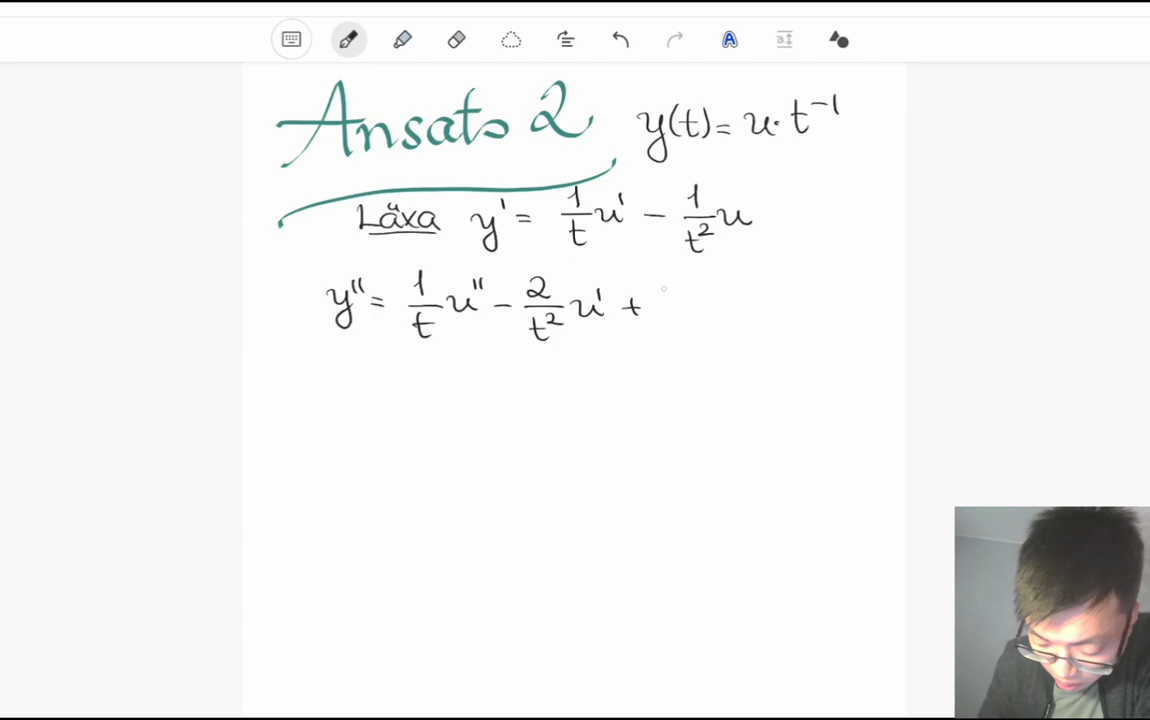 Ansats 2 y(t) = u · t⁻¹
Läxa y' = 1/t u' - 1/t² u
y'' = 1/t u'' - 2/t² u' +